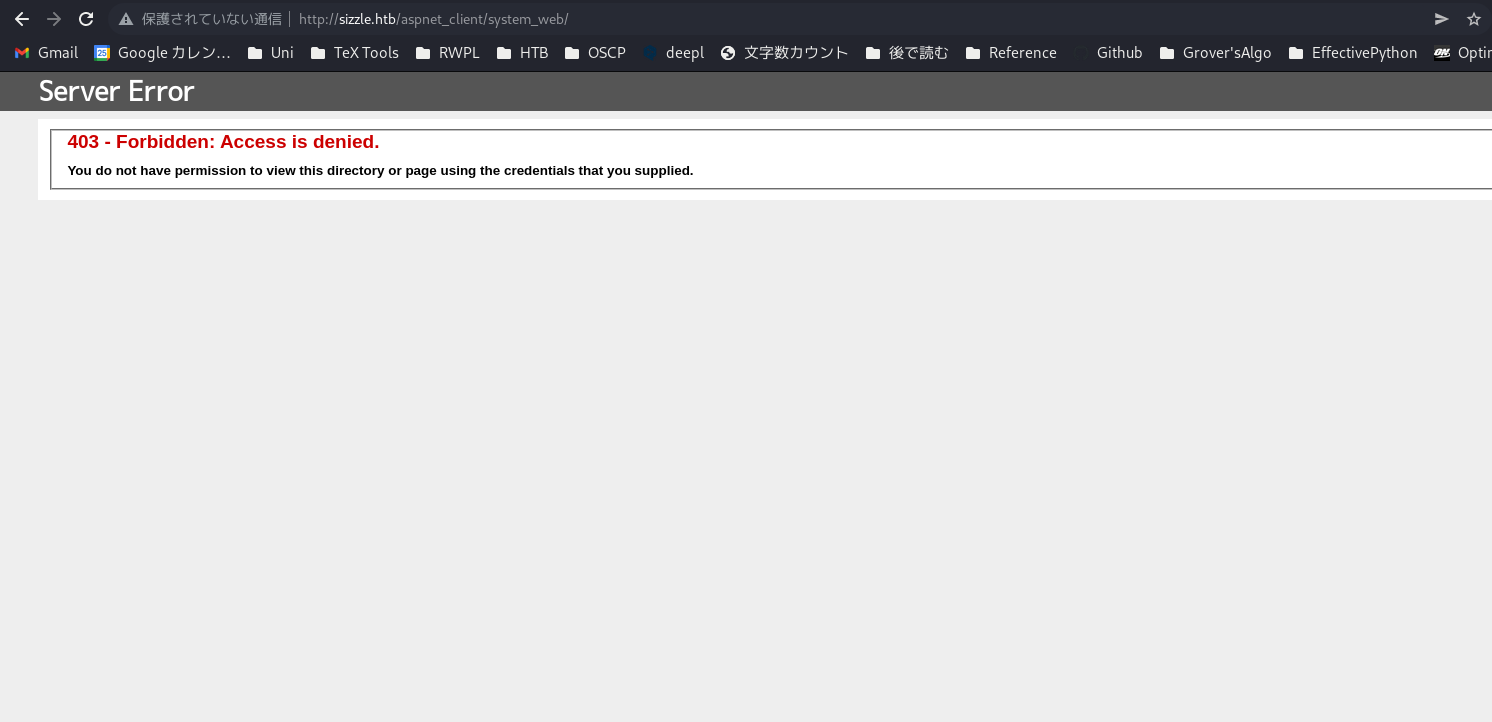 保護されていない通信 http://sizzle.htb/aspnet_client/system_web/
Gmail Google カレン... Uni TeX Tools RWPL HTB OSCP deepl 文字数カウント 後で読む Reference Github Grover'sAlgo EffectivePython ON. Optir
Server Error
403 - Forbidden: Access is denied.
You do not have permission to view this directory or page using the credentials that you supplied.